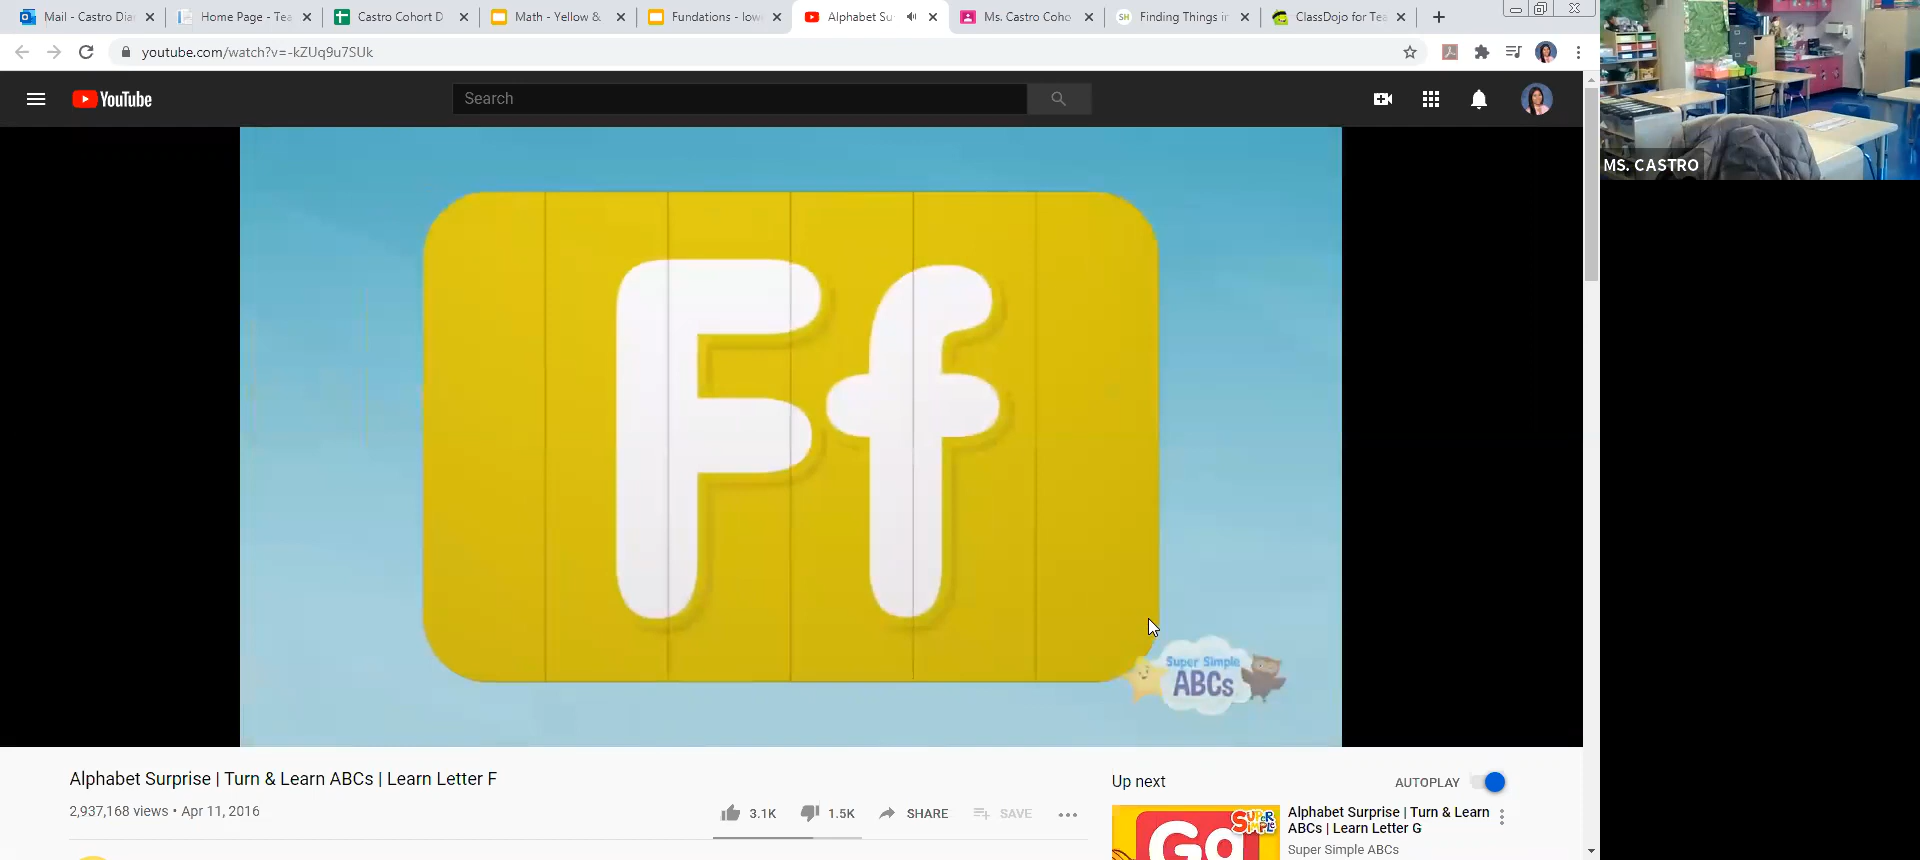 Mail - Castro Dia
Home Page - Tea
Castro Cohort D
Math - Yellow &
Fundations - low
Alphabet Su
Ms. Castro Coho
Finding Things in
ClassDojo for Tea
youtube.com/watch?v=-kZUq9u7SUk
YouTube
Search
MS. CASTRO
Ff
Super Simple
ABCs
Alphabet Surprise | Turn & Learn ABCs | Learn Letter F
2,937,168 views • Apr 11, 2016
3.1K
1.5K
SHARE
SAVE
Up next
AUTOPLAY
SUPER
SIMPLE
Gg
Alphabet Surprise | Turn & Learn
ABCs | Learn Letter G
Super Simple ABCs